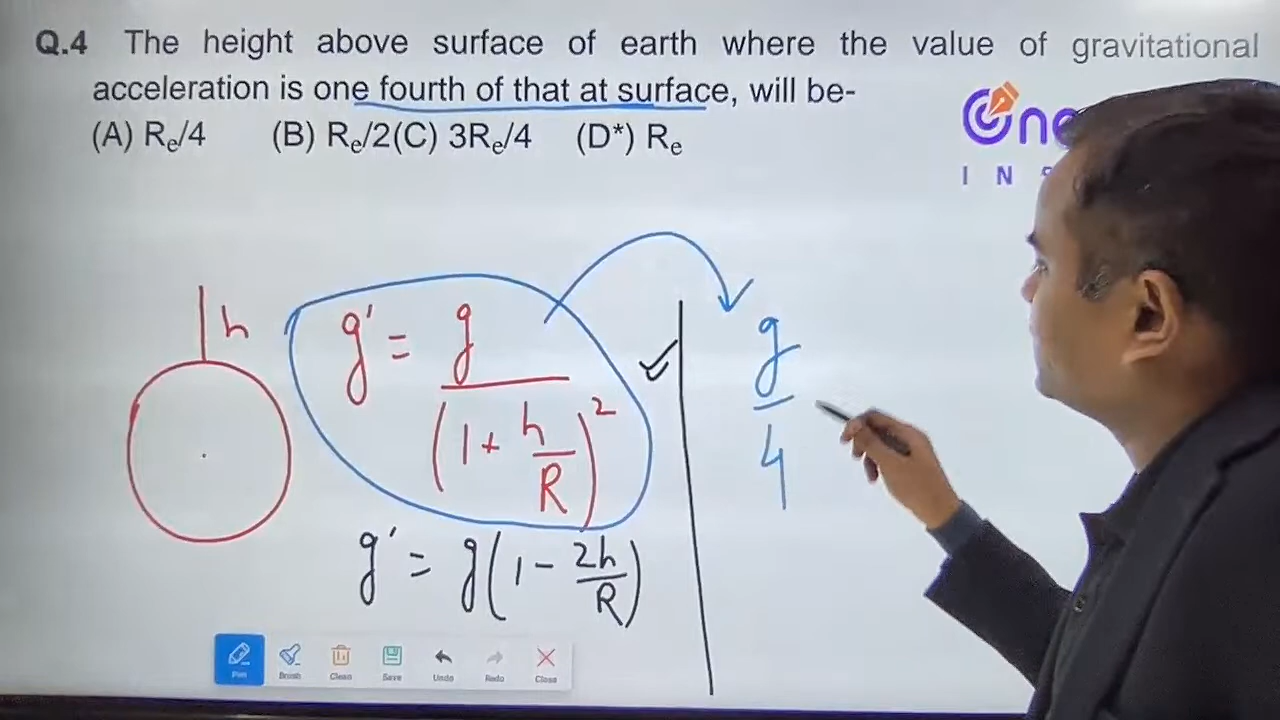 Q.4 The height above surface of earth where the value of gravitational
acceleration is one fourth of that at surface, will be-
(A) Re/4 (B) Re/2(C) 3Re/4 (D*) Re
One
I N S
h
g' = g / (1 + h/R)²
g/4
g' = g(1 - 2h/R)
Pen Brush Clean Save Undo Redo Close